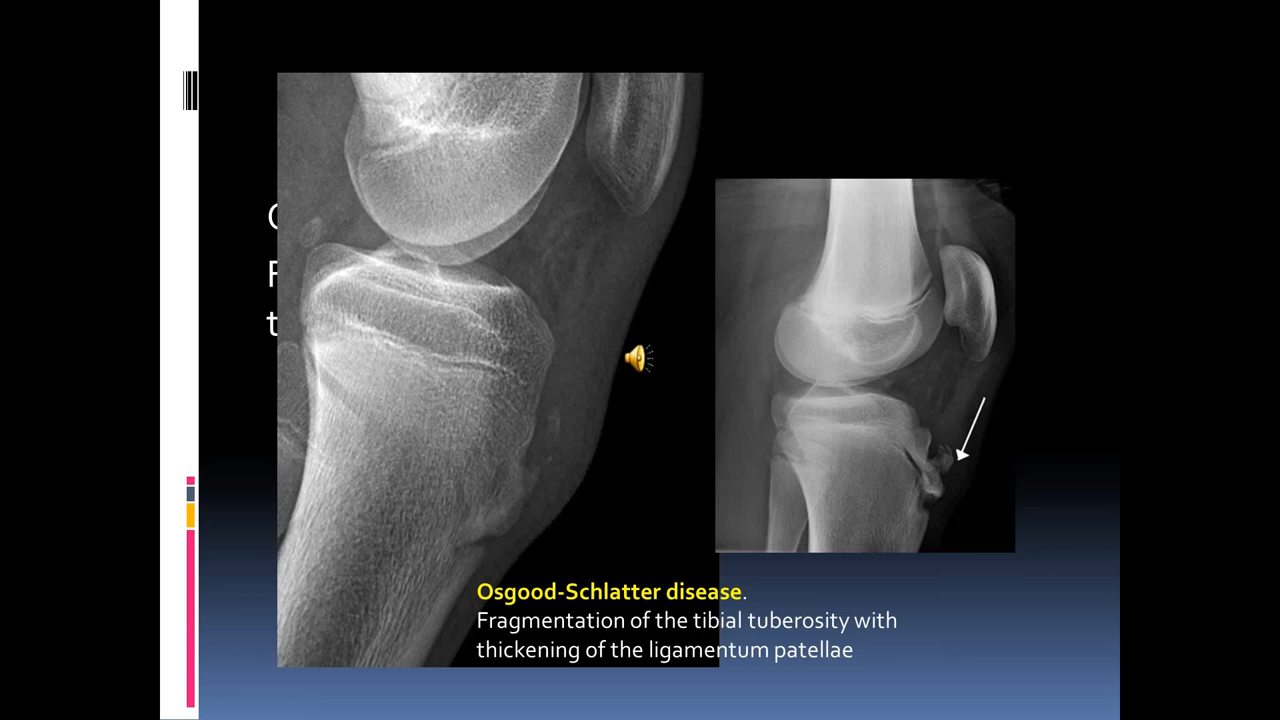 Osgood-Schlatter disease.
Fragmentation of the tibial tuberosity with
thickening of the ligamentum patellae